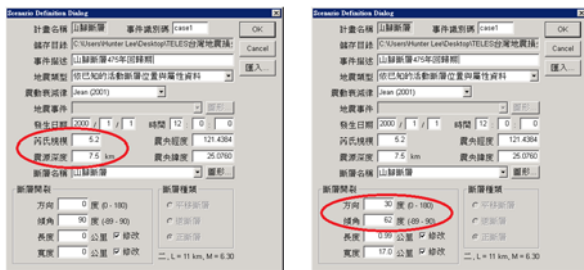 Scenario Definition Dialog
計畫名稱 山腳斷層 事件識別碼 case1 OK
儲存目錄 C:\Users\Hunter Lee\Desktop\TELES台灣地震損 Cancel
事件描述 山腳斷層475年回歸期 匯入...
地震類型 依已知的活動斷層位置與屬性資料
震動衰減律 Jean (2001)
地震事件 圖形...
發生日期 2000 / 1 / 1 時間 12 : 0 : 0
芮氏規模 5.2 震央經度 121.4384
震源深度 7.5 km 震央緯度 25.0760
斷層名稱 山腳斷層 圖形...
斷層開裂 斷層種類
方向 0 度 (0 - 180) 平移斷層
傾角 90 度 (-89 - 90) 逆斷層
長度 0 公里 修改 正斷層
寬度 0 公里 修改 二, L = 11 km, M = 6.30
Scenario Definition Dialog
計畫名稱 山腳斷層 事件識別碼 case1 OK
儲存目錄 C:\Users\Hunter Lee\Desktop\TELES台灣地震損 Cancel
事件描述 山腳斷層475年回歸期 匯入...
地震類型 依已知的活動斷層位置與屬性資料
震動衰減律 Jean (2001)
地震事件 圖形...
發生日期 2000 / 1 / 1 時間 12 : 0 : 0
芮氏規模 5.2 震央經度 121.4384
震源深度 7.5 km 震央緯度 25.0760
斷層名稱 山腳斷層 圖形...
斷層開裂 斷層種類
方向 30 度 (0 - 180) 平移斷層
傾角 62 度 (-89 - 90) 逆斷層
長度 0.99 公里 修改 正斷層
寬度 17.0 公里 修改 二, L = 11 km, M = 6.30